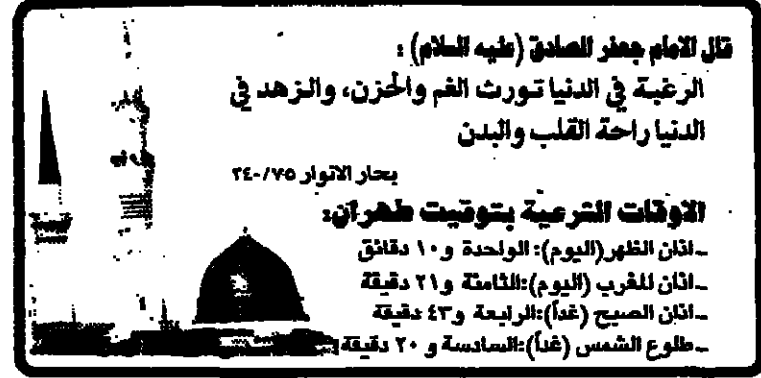 قال الامام جعفر الصادق (عليه السلام) :
الرغبة في الدنيا تورث الغم والحزن، والزهد في
الدنيا راحة القلب والبدن
بحار الانوار ٧٥/٢٤٠
الاوقات الشرعية بتوقيت طهران:
ـ اذان الظهر (اليوم): الواحدة و١٠ دقائق
ـ اذان المغرب (اليوم): الثامنة و٢١ دقيقة
ـ اذان الصبح (غداً): الرابعة و٤٣ دقيقة
ـ طلوع الشمس (غداً): السادسة و ٢٠ دقيقة